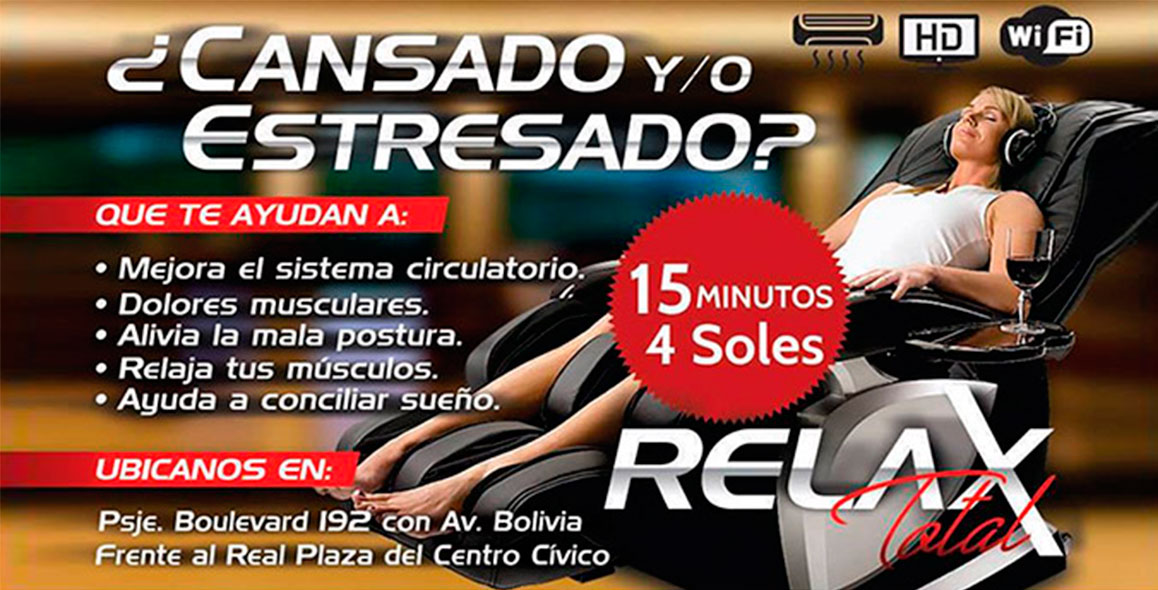 ¿CANSADO Y/O
ESTRESADO?
HD
Wi Fi
QUE TE AYUDAN A:
• Mejora el sistema circulatorio.
• Dolores musculares.
• Alivia la mala postura.
• Relaja tus músculos.
• Ayuda a conciliar sueño.
15 MINUTOS
4 Soles
UBICANOS EN:
Psje. Boulevard 192 con Av. Bolivia
Frente al Real Plaza del Centro Cívico
RELAX
Total